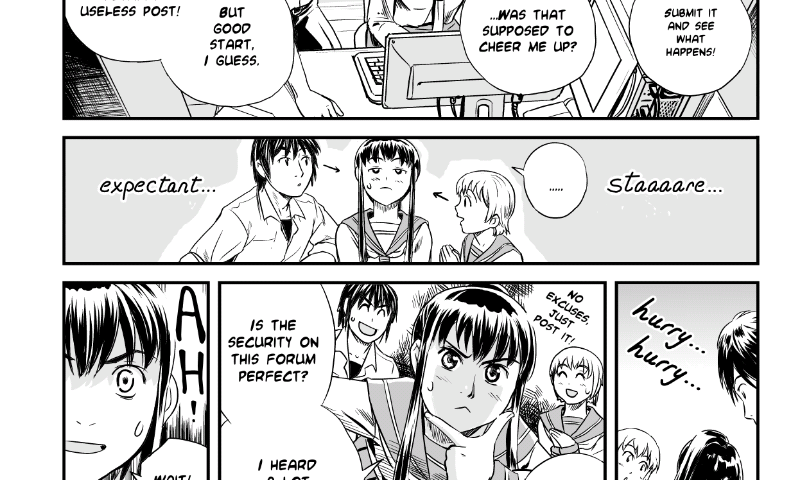 USELESS POST!
BUT
GOOD
START,
I GUESS.
...WAS THAT
SUPPOSED TO
CHEER ME UP?
SUBMIT IT
AND SEE
WHAT
HAPPENS!
expectant...
.....
staaaare...
AH!
WAIT!
IS THE
SECURITY ON
THIS FORUM
PERFECT?
I HEARD
A LOT
NO
EXCUSES,
JUST
POST IT!
hurry...
hurry...